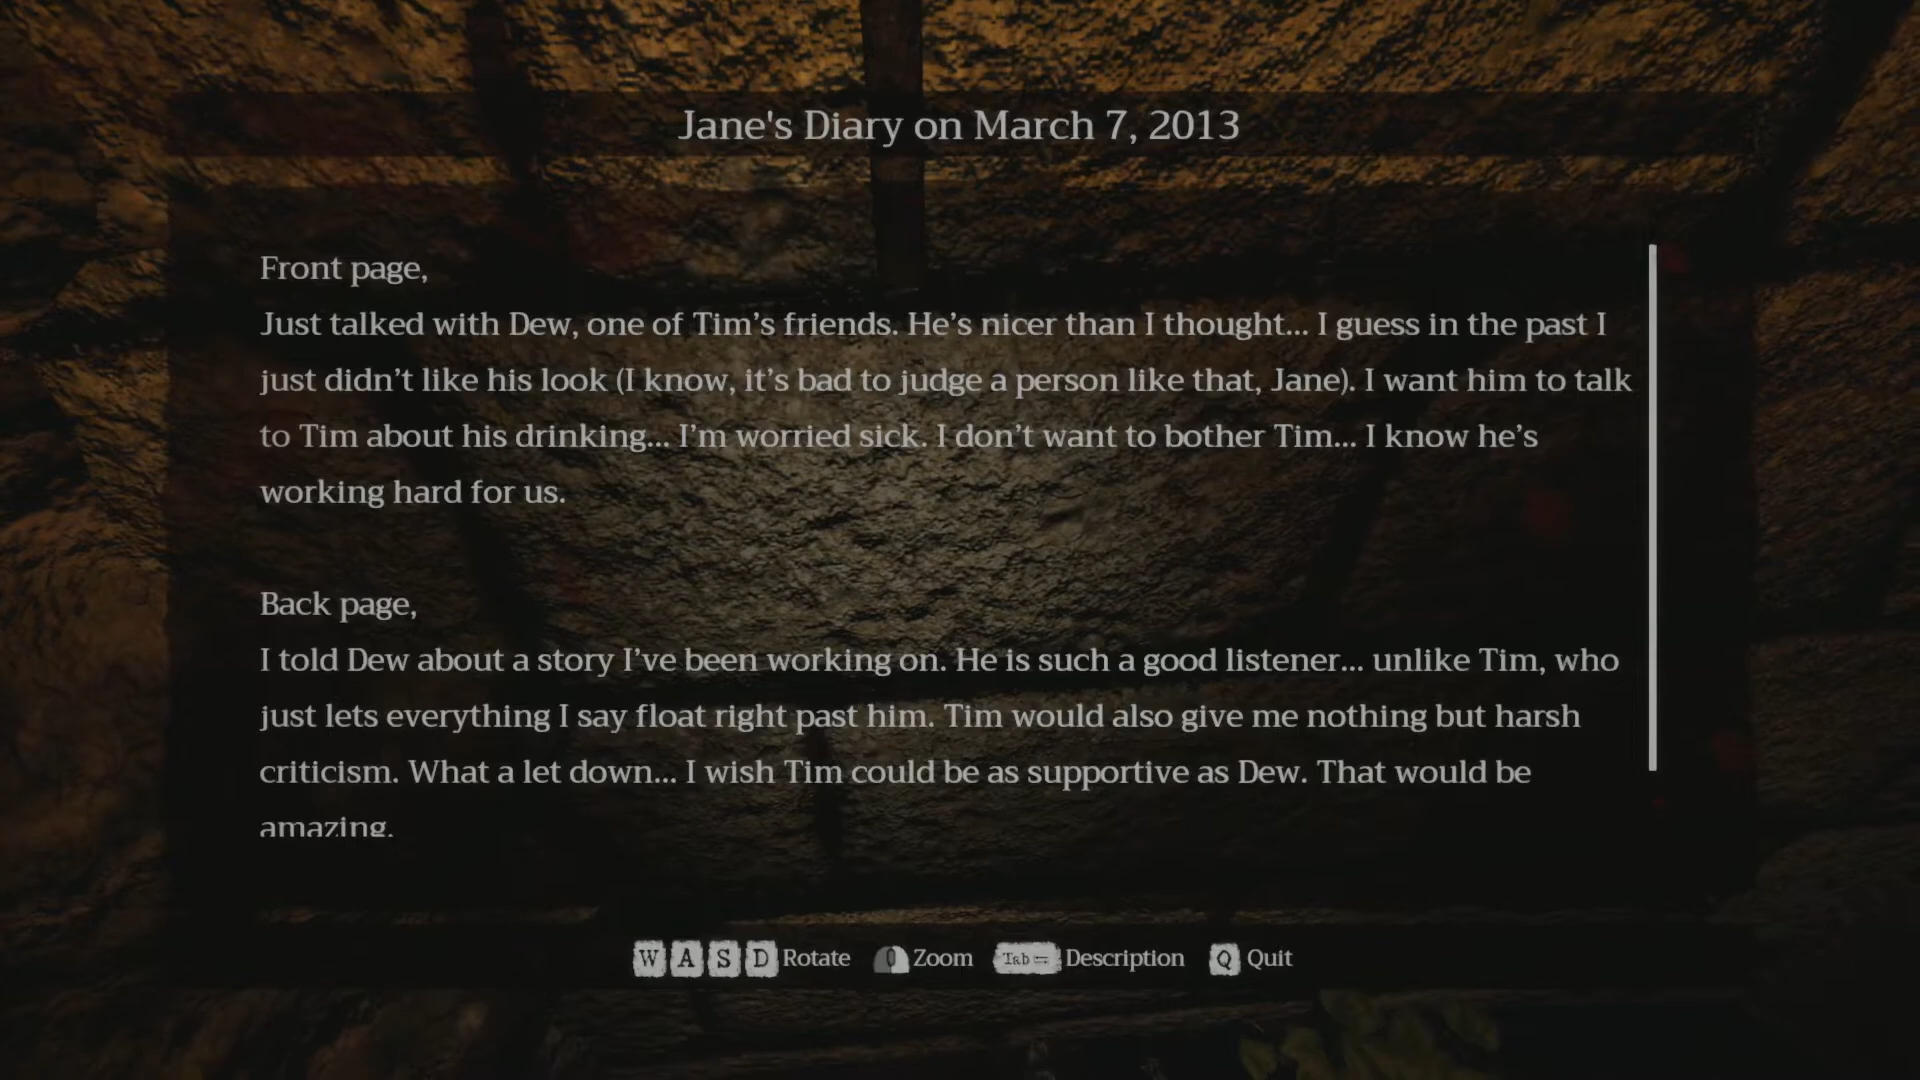 Jane's Diary on March 7, 2013
Front page,
Just talked with Dew, one of Tim’s friends. He’s nicer than I thought... I guess in the past I
just didn’t like his look (I know, it’s bad to judge a person like that, Jane). I want him to talk
to Tim about his drinking... I’m worried sick. I don’t want to bother Tim... I know he’s
working hard for us.
Back page,
I told Dew about a story I’ve been working on. He is such a good listener... unlike Tim, who
just lets everything I say float right past him. Tim would also give me nothing but harsh
criticism. What a let down... I wish Tim could be as supportive as Dew. That would be
amazing.
W A S D Rotate Zoom Tab Description Q Quit